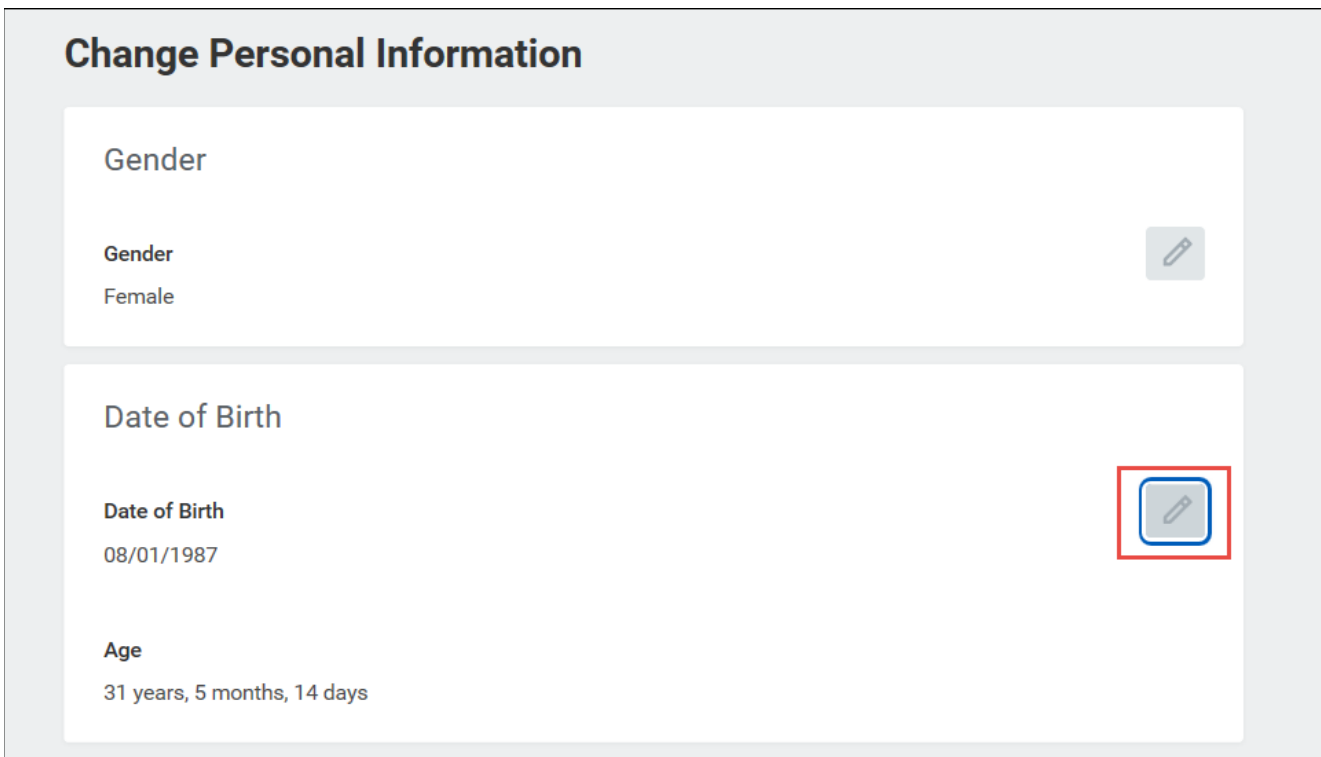 Change Personal Information
Gender
Gender
Female
Date of Birth
Date of Birth
08/01/1987
Age
31 years, 5 months, 14 days